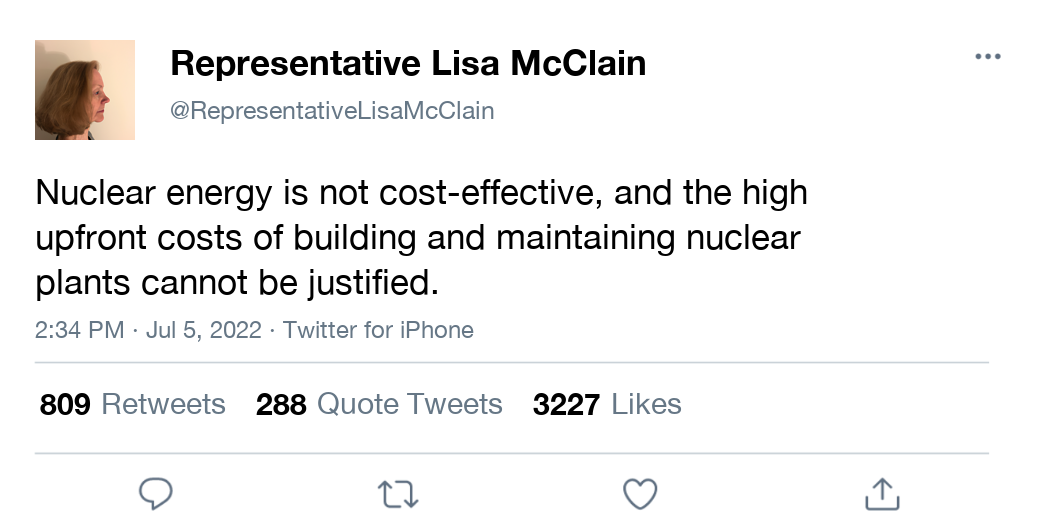 Representative Lisa McClain
@RepresentativeLisaMcClain
Nuclear energy is not cost-effective, and the high
upfront costs of building and maintaining nuclear
plants cannot be justified.
2:34 PM · Jul 5, 2022 · Twitter for iPhone
809 Retweets 288 Quote Tweets 3227 Likes